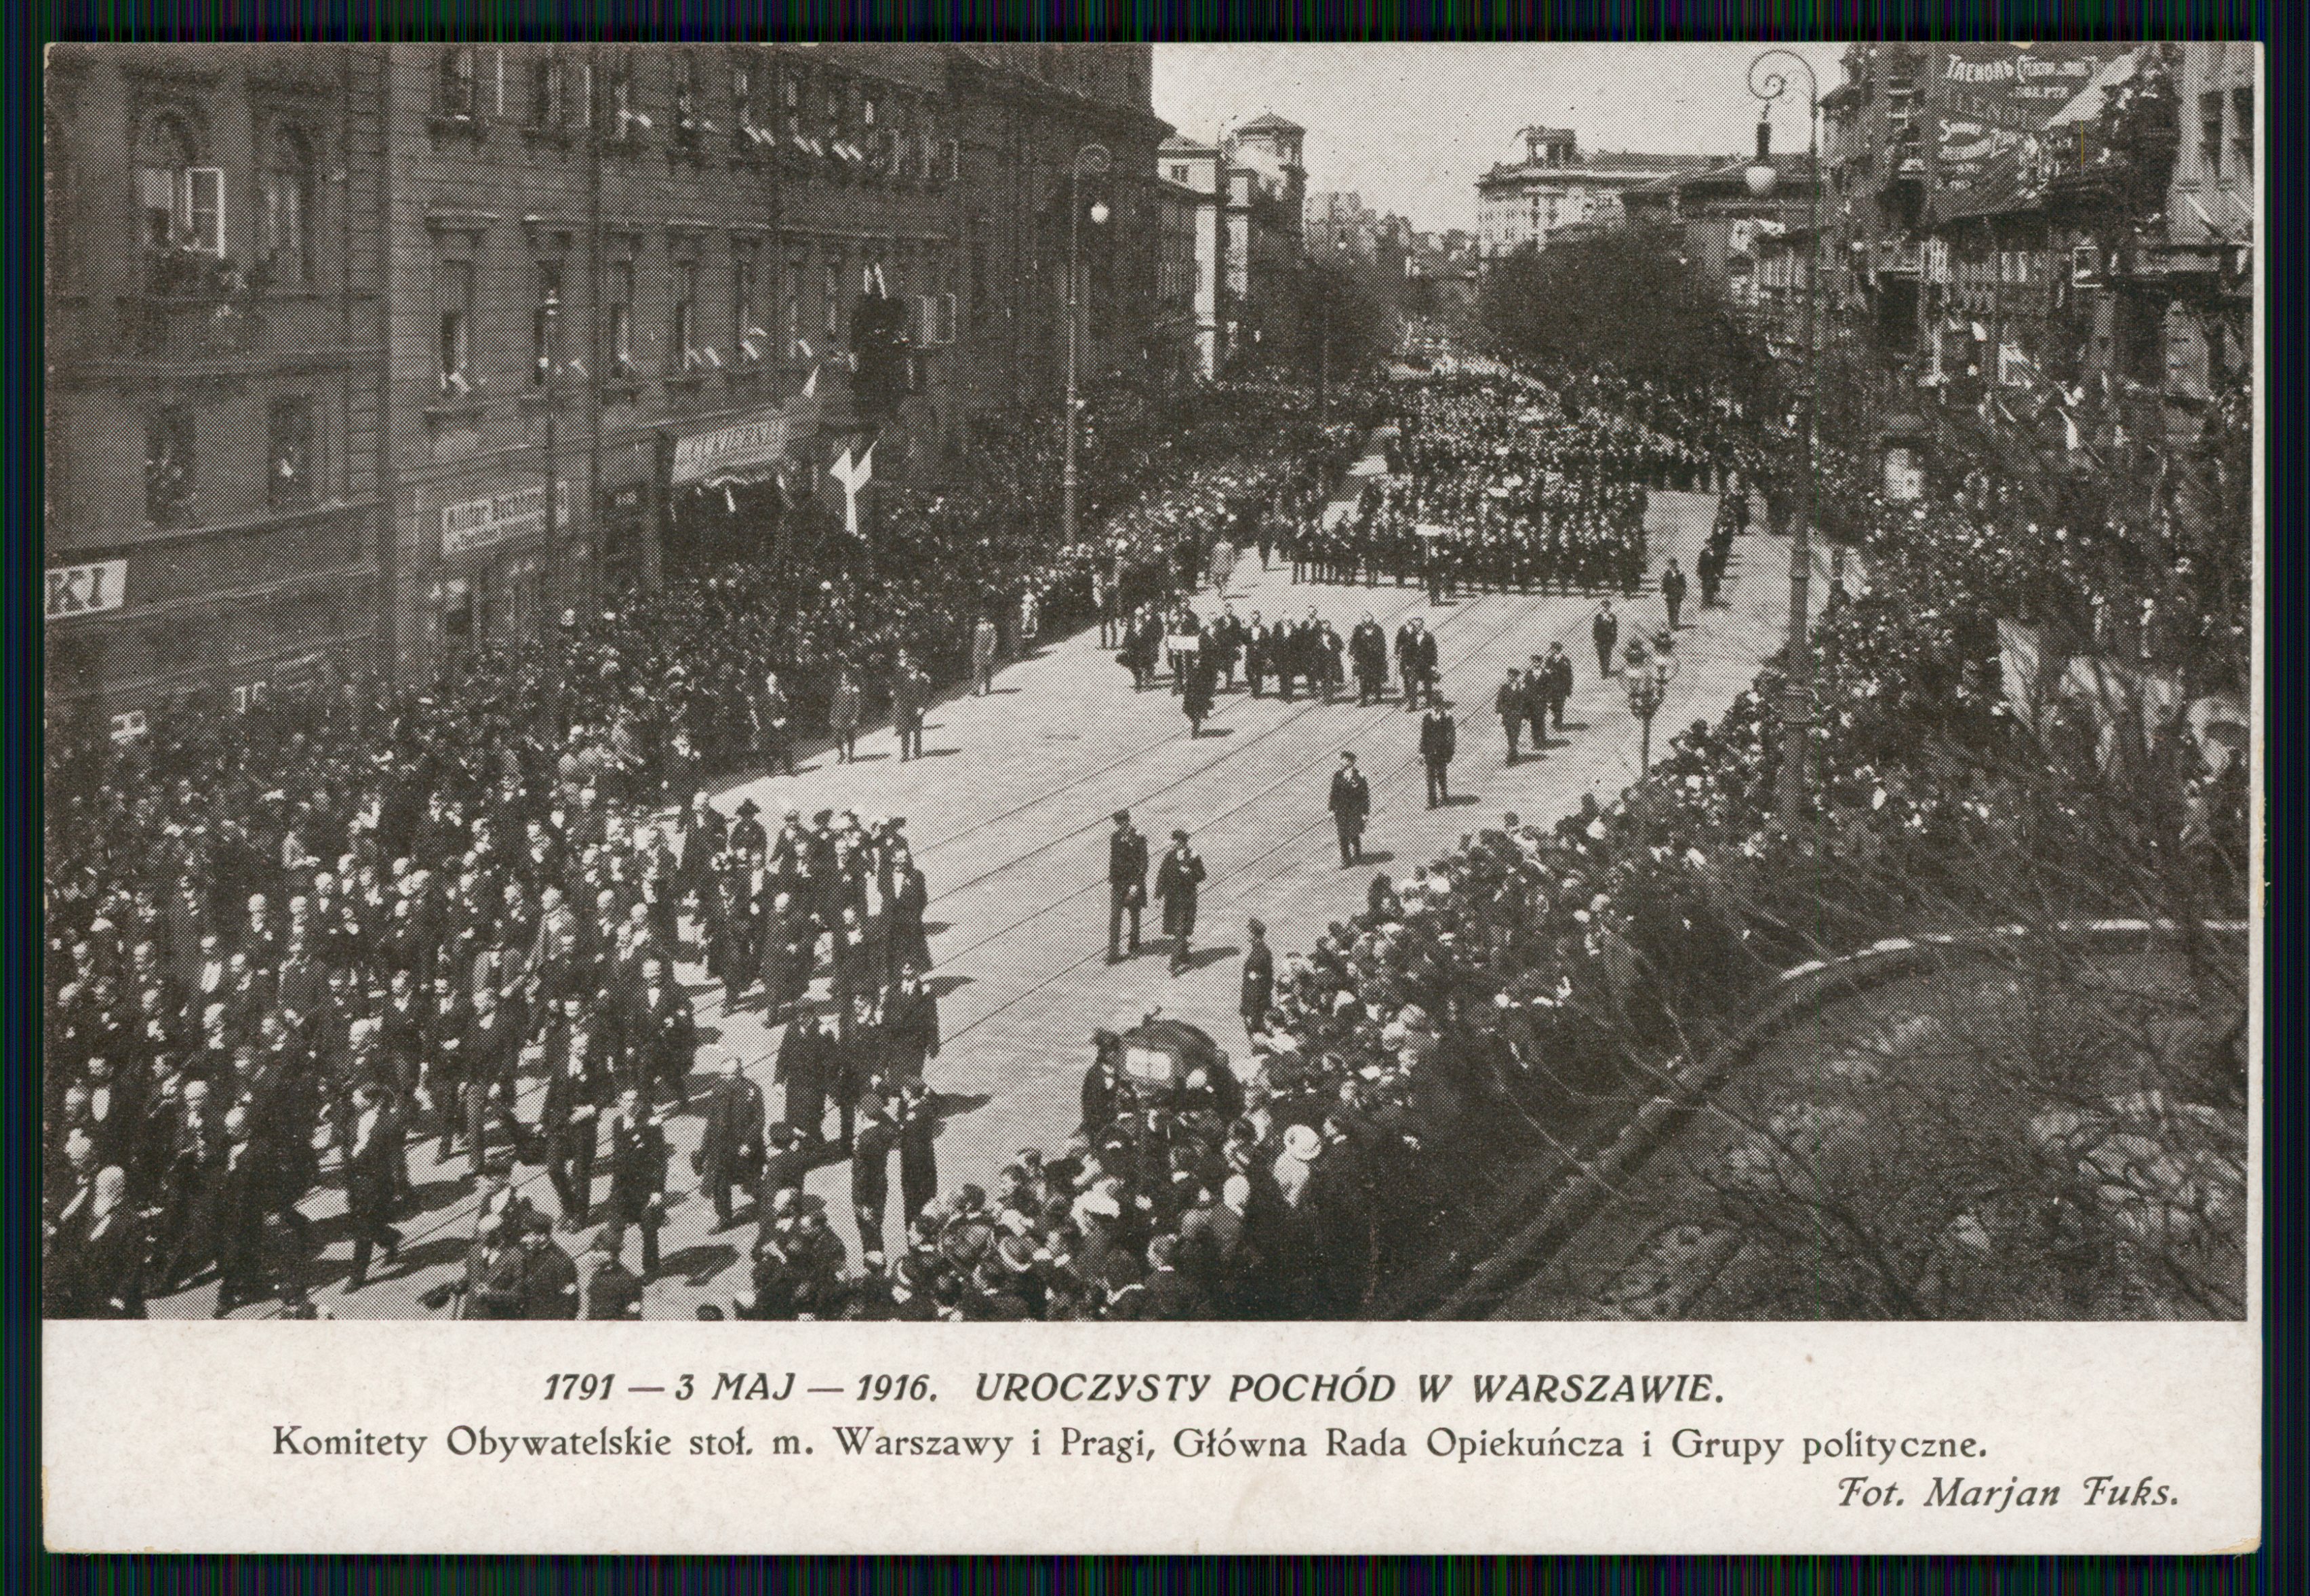 KI
1791 — 3 MAJ — 1916. UROCZYSTY POCHÓD W WARSZAWIE.
Komitety Obywatelskie stoł. m. Warszawy i Pragi, Główna Rada Opiekuńcza i Grupy polityczne.
Fot. Marjan Fuks.